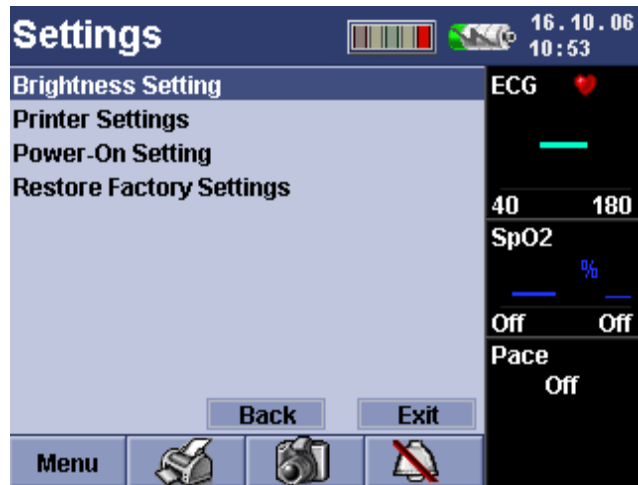 Settings
16.10.06
10:53
Brightness Setting
Printer Settings
Power-On Setting
Restore Factory Settings
Back
Exit
Menu
ECG
40 180
SpO2
%
Off Off
Pace
Off